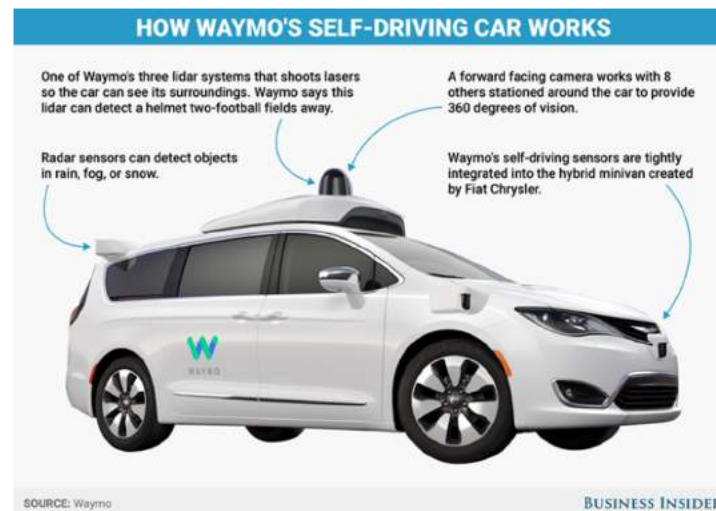 HOW WAYMO'S SELF-DRIVING CAR WORKS
One of Waymo's three lidar systems that shoots lasers
so the car can see its surroundings. Waymo says this
lidar can detect a helmet two-football fields away.
A forward facing camera works with 8
others stationed around the car to provide
360 degrees of vision.
Radar sensors can detect objects
in rain, fog, or snow.
Waymo's self-driving sensors are tightly
integrated into the hybrid minivan created
by Fiat Chrysler.
WAYMO
SOURCE: Waymo
BUSINESS INSIDER